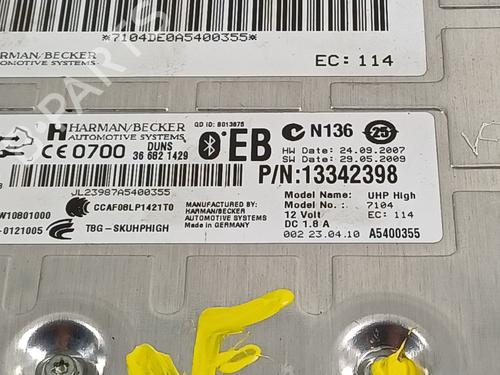 *7104DE0A5400355*
HARMAN/BECKER
AUTOMOTIVE SYSTEMS
EC: 114
HARMAN/BECKER
AUTOMOTIVE SYSTEMS
QD ID: B013675
EB
N136
25
CE 0700
DUNS
36 682 1429
HW Date: 24.09.2007
SW Date: 29.05.2009
P/N:13342398
JL23987A5400355
W10801000
CCAF08LP1421T0
MANUFACTURED BY:
HARMAN/BECKER
AUTOMOTIVE SYSTEMS
Made in GERMANY
Model Name: UHP High
Model No.: 7104
12 Volt EC: 114
DC 1.8 A
-0121005
TBG-SKUHPHIGH
002 23.04.10 A5400355